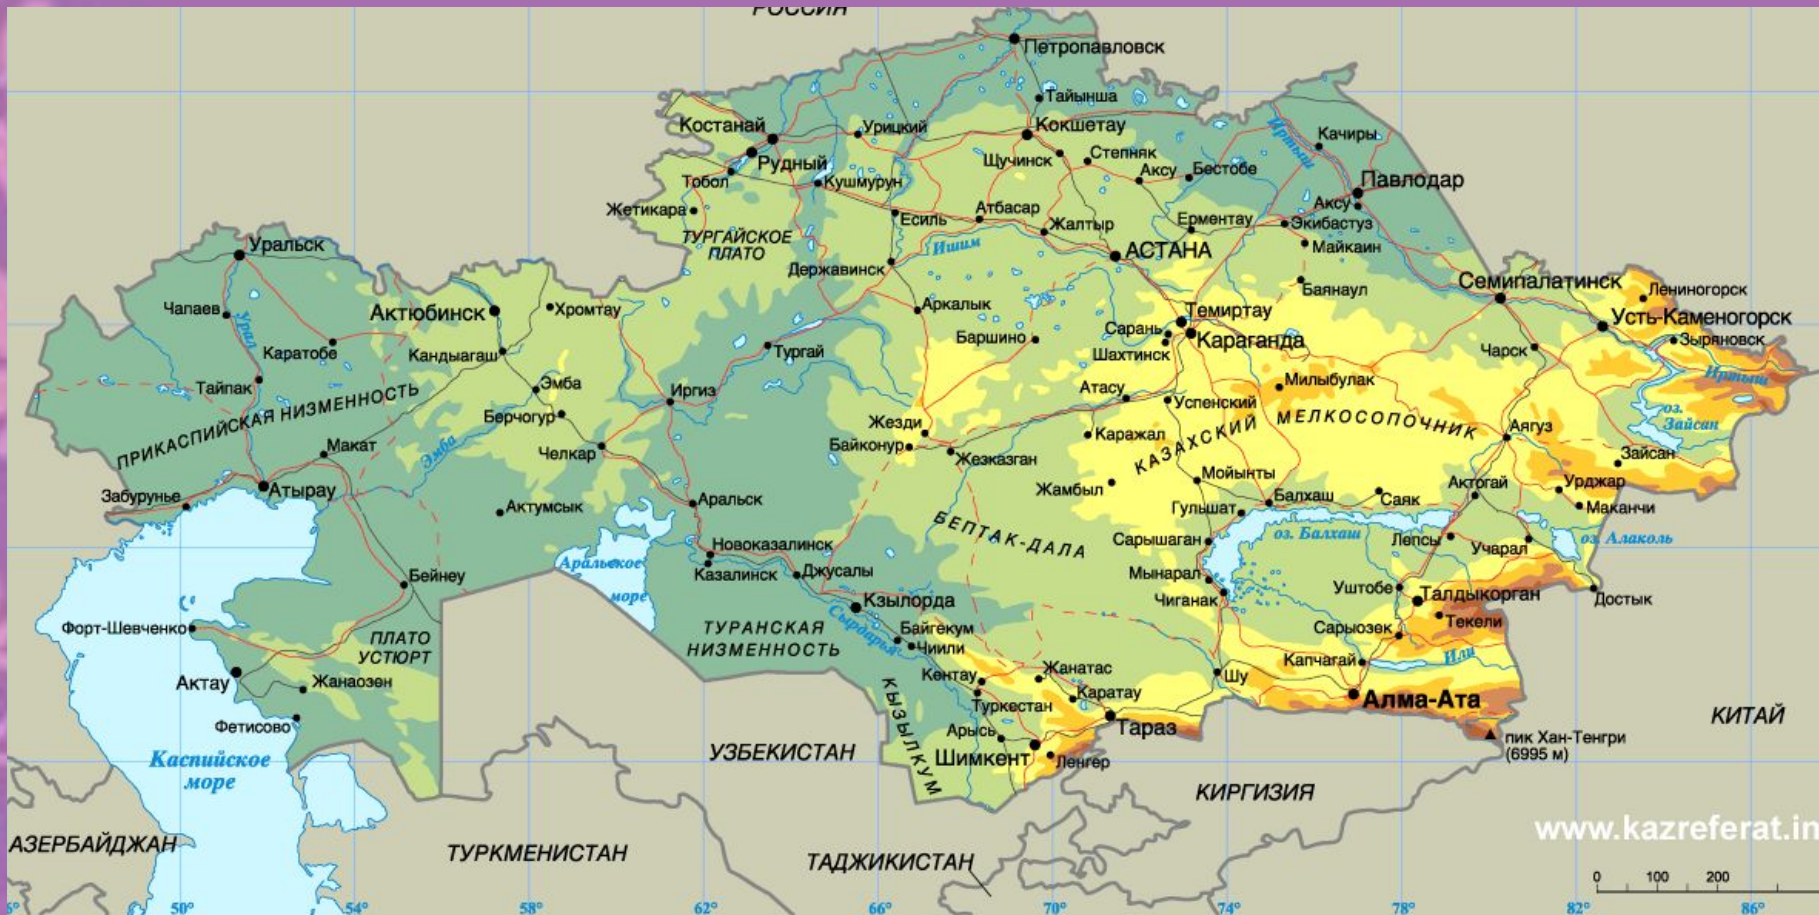 РОССИЯ
Петропавловск
Тайынша
Костанай
Урицкий
Кокшетау
Рудный
Щучинск
Степняк
Иртыш
Качиры
Тобол
Кушмурун
Аксу
Бестобе
Павлодар
Жетикара
Есиль
Атбасар
Аксу
ТУРГАЙСКОЕ
ПЛАТО
Жалтыр
Ерментау
Экибастуз
Уральск
Ишим
АСТАНА
Майкаин
Державинск
Семипалатинск
Баянаул
Лениногорск
Чапаев
Урал
Актюбинск
Хромтау
Аркалык
Темиртау
Усть-Каменогорск
Каратобе
Кандыагаш
Тургай
Баршино
Сарань
Караганда
Шахтинск
Чарск
Зыряновск
Тайпак
Эмба
Иргиз
Атасу
Милыбулак
Иртыш
ПРИКАСПИЙСКАЯ НИЗМЕННОСТЬ
Берчогур
Успенский
оз.
Зайсан
Макат
Эмба
Челкар
Жезди
Байконур
Каражал
КАЗАХСКИЙ МЕЛКОСОПОЧНИК
Аягуз
Жезказган
Зайсан
Забурунье
Атырау
Актумсык
Аральск
Жамбыл
Мойынты
Гульшат
Балхаш
Саяк
Актогай
Урджар
Маканчи
БЕПТАК-ДАЛА
Новоказалинск
Аральское
море
Казалинск
Джусалы
Сарышаган
оз. Балхаш
Лепсы
Учарал
оз. Алаколь
Бейнеу
Мынарал
Чиганак
Уштобе
Талдыкорган
Достык
Кзылорда
Форт-Шевченко
ПЛАТО
УСТЮРТ
ТУРАНСКАЯ
НИЗМЕННОСТЬ
Сырдарья
Байгекум
Чиили
Сарыозек
Текели
Актау
Жанаозен
Кентау
Жанатас
Капчагай
Или
Шу
КЫЗЫЛКУМ
Туркестан
Каратау
Алма-Ата
Фетисово
Арысь
Тараз
КИТАЙ
Каспийское
море
УЗБЕКИСТАН
Шимкент
Ленгер
пик Хан-Тенгри
(6995 м)
КИРГИЗИЯ
АЗЕРБАЙДЖАН
ТУРКМЕНИСТАН
ТАДЖИКИСТАН
www.kazreferat.in
0 100 200
6° 50° 54° 58° 62° 66° 70° 74° 78° 82° 86°